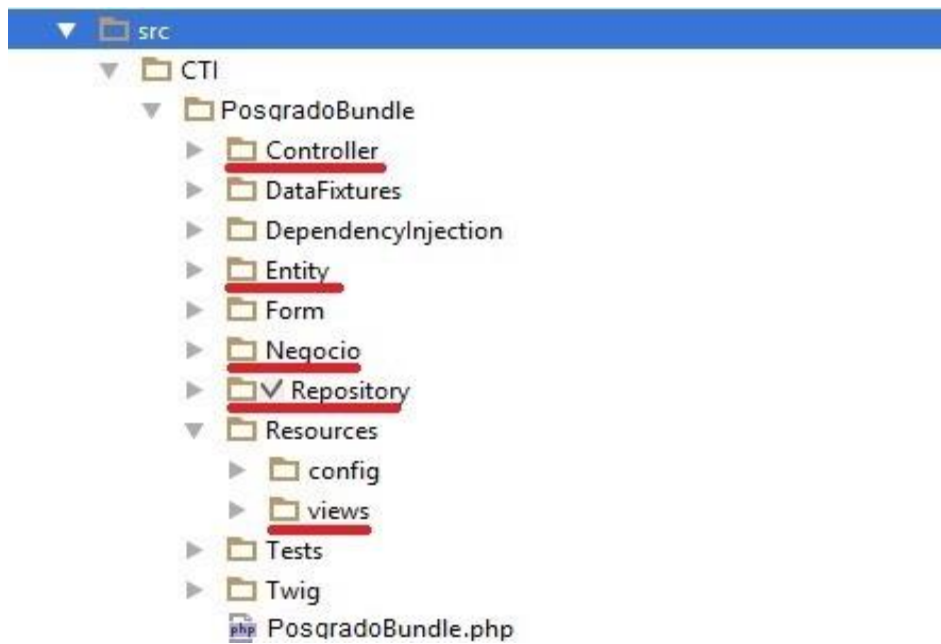 src
CTI
PosgradoBundle
Controller
DataFixtures
DependencyInjection
Entity
Form
Negocio
Repository
Resources
config
views
Tests
Twig
php PosgradoBundle.php